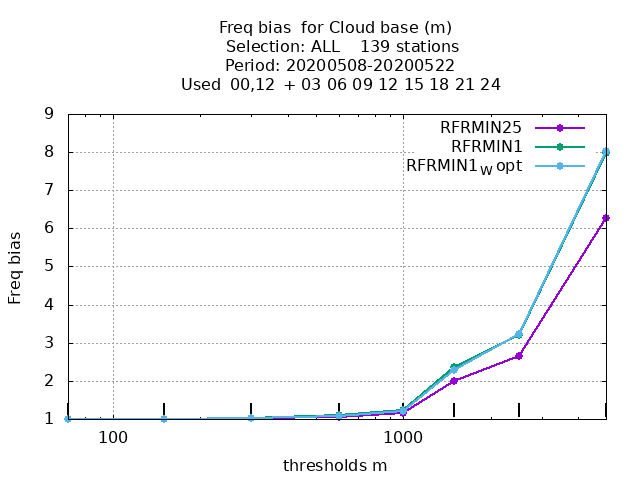 Freq bias  for Cloud base (m)
Selection: ALL    139 stations
Period: 20200508-20200522
Used  00,12  + 03 06 09 12 15 18 21 24
RFRMIN25
RFRMIN1
RFRMIN1W opt
9
8
7
6
5
4
3
2
1
Freq bias
100
1000
thresholds m